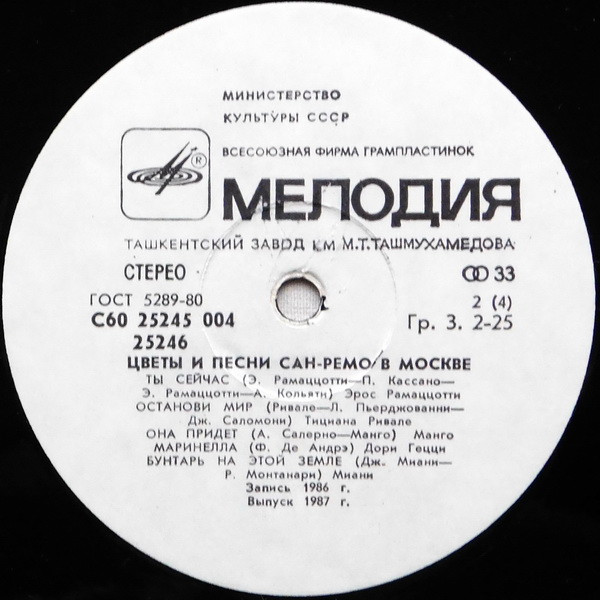 МИНИСТЕРСТВО
КУЛЬТУРЫ СССР
ВСЕСОЮЗНАЯ ФИРМА ГРАМПЛАСТИНОК
®
МЕЛОДИЯ
ТАШКЕНТСКИЙ ЗАВОД им М.Т.ТАШМУХАМЕДОВА
СТЕРЕО 33
ГОСТ 5289-80 2 (4)
С60 25245 004 Гр. 3. 2-25
25246
ЦВЕТЫ И ПЕСНИ САН-РЕМО В МОСКВЕ
ТЫ СЕЙЧАС (Э. Рамаццотти—П. Кассано—
Э. Рамаццотти—А. Кольяти) Эрос Рамаццотти
ОСТАНОВИ МИР (Ривале—Л. Пьерджованни—
Дж. Саломони) Тициана Ривале
ОНА ПРИДЕТ (А. Салерно—Манго) Манго
МАРИНЕЛЛА (Ф. Де Андрэ) Дори Гецци
БУНТАРЬ НА ЭТОЙ ЗЕМЛЕ (Дж. Миани—
Р. Монтанари) Миани
Запись 1986 г.
Выпуск 1987 г.